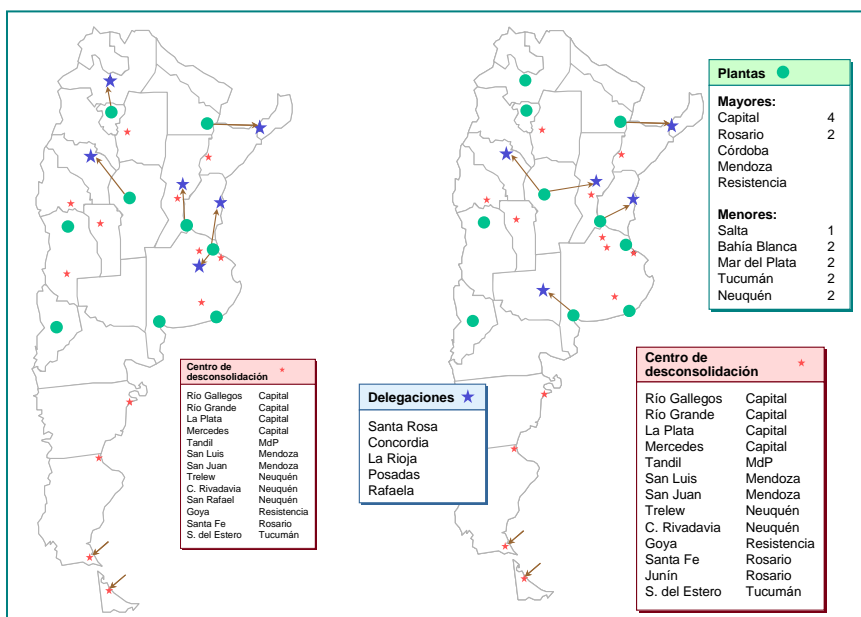 Plantas
Mayores:
Capital 4
Rosario 2
Córdoba
Mendoza
Resistencia
Menores:
Salta 1
Bahía Blanca 2
Mar del Plata 2
Tucumán 2
Neuquén 2
Centro de
desconsolidación
Río Gallegos Capital
Río Grande Capital
La Plata Capital
Mercedes Capital
Tandil MdP
San Luis Mendoza
San Juan Mendoza
Trelew Neuquén
C. Rivadavia Neuquén
San Rafael Neuquén
Goya Resistencia
Santa Fe Rosario
S. del Estero Tucumán
Delegaciones
Santa Rosa
Concordia
La Rioja
Posadas
Rafaela
Centro de
desconsolidación
Río Gallegos Capital
Río Grande Capital
La Plata Capital
Mercedes Capital
Tandil MdP
San Luis Mendoza
San Juan Mendoza
Trelew Neuquén
C. Rivadavia Neuquén
Goya Resistencia
Santa Fe Rosario
Junín Rosario
S. del Estero Tucumán